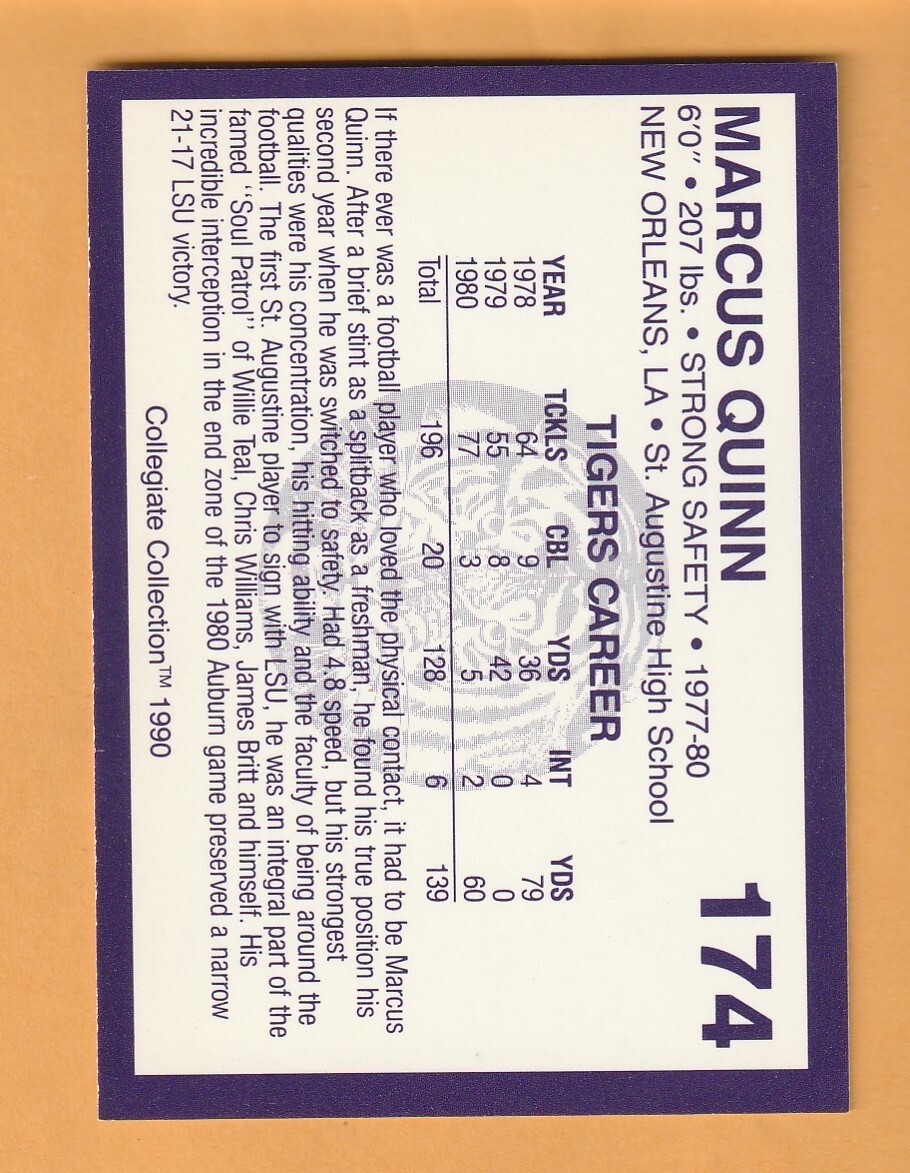 MARCUS QUINN 174
6'0" • 207 lbs. • STRONG SAFETY • 1977-80
NEW ORLEANS, LA • St. Augustine High School
TIGERS CAREER
YEAR TCKLS CBL YDS INT YDS
1978 64 9 36 4 79
1979 55 8 42 0 0
1980 77 3 5 2 60
Total 196 20 128 6 139
If there ever was a football player who loved the physical contact, it had to be Marcus
Quinn. After a brief stint as a splitback as a freshman, he found his true position his
second year when he was switched to safety. Had 4.8 speed, but his strongest
qualities were his concentration, his hitting ability and the faculty of being around the
football. The first St. Augustine player to sign with LSU, he was an integral part of the
famed "Soul Patrol" of Willie Teal, Chris Williams, James Britt and himself. His
incredible interception in the end zone of the 1980 Auburn game preserved a narrow
21-17 LSU victory.
Collegiate Collection™ 1990